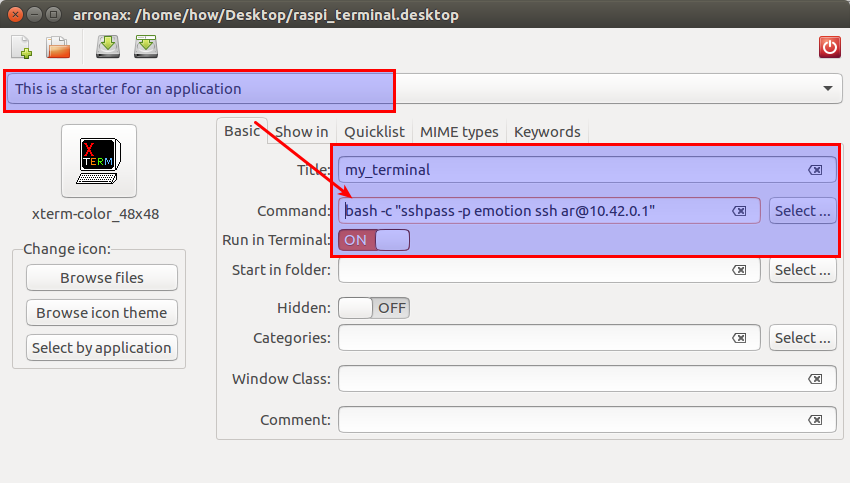 arronax: /home/how/Desktop/raspi_terminal.desktop
This is a starter for an application
Basic Show in Quicklist MIME types Keywords
X
TERM
xterm-color_48x48
Change icon:
Browse files
Browse icon theme
Select by application
Title: my_terminal
Command: bash -c "sshpass -p emotion ssh ar@10.42.0.1" Select ...
Run in Terminal: ON
Start in folder: Select ...
Hidden: OFF
Categories: Select ...
Window Class:
Comment: